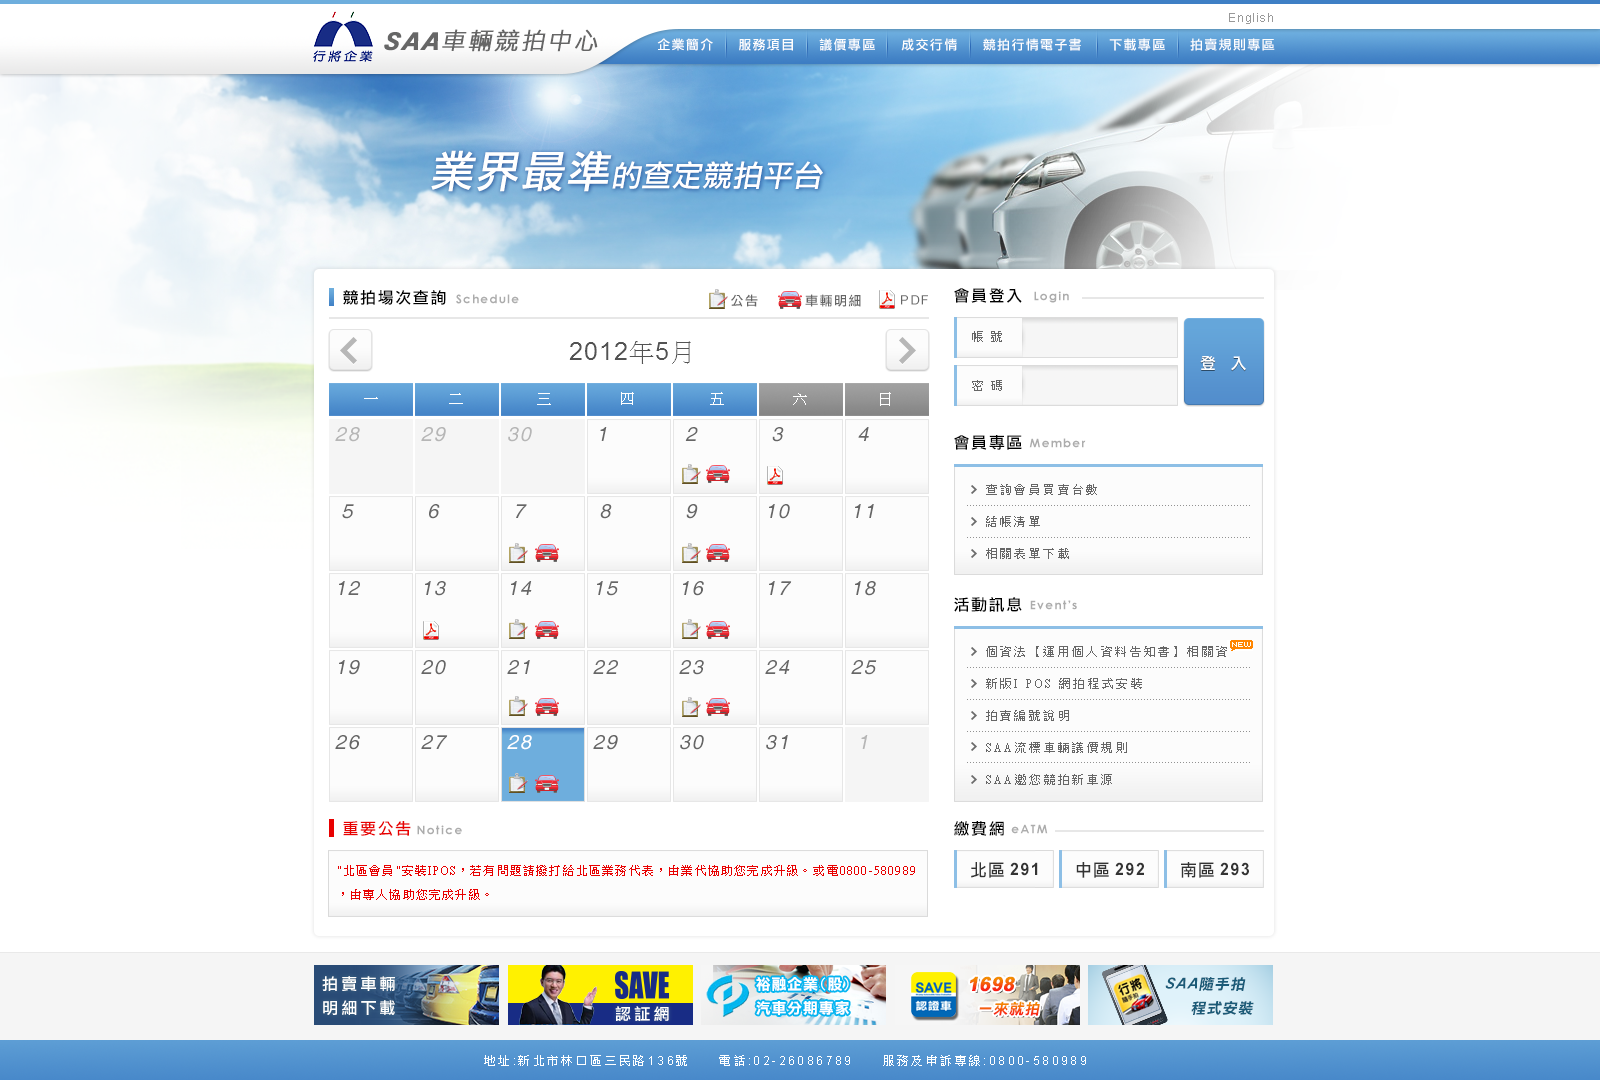 English
行將企業
SAA車輛競拍中心
企業簡介 服務項目 議價專區 成交行情 競拍行情電子書 下載專區 拍賣規則專區
業界最準的查定競拍平台
競拍場次查詢 Schedule
公告 車輛明細 PDF
2012年5月
一 二 三 四 五 六 日
28 29 30 1 2 3 4
5 6 7 8 9 10 11
12 13 14 15 16 17 18
19 20 21 22 23 24 25
26 27 28 29 30 31 1
重要公告 Notice
"北區會員"安裝IPOS，若有問題請撥打給北區業務代表，由業代協助您完成升級。或電0800-580989
，由專人協助您完成升級。
會員登入 Login
帳 號
密 碼
登 入
會員專區 Member
查詢會員買賣台數
結帳清單
相關表單下載
活動訊息 Event's
個資法【運用個人資料告知書】相關資
NEW
新版I POS 網拍程式安裝
拍賣編號說明
SAA流標車輛議價規則
SAA邀您競拍新車源
繳費網 eATM
北區 291 中區 292 南區 293
拍賣車輛
明細下載
SAVE
認証網
裕融企業(股)
汽車分期專家
SAVE
認證車
1698
一來就拍
行將
隨手拍
SAA隨手拍
程式安裝
地址:新北市林口區三民路136號 電話:02-26086789 服務及申訴專線:0800-580989